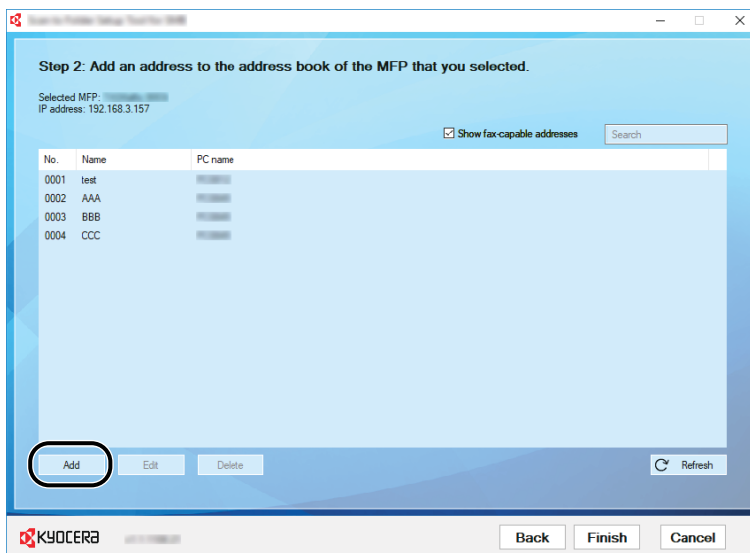 Step 2: Add an address to the address book of the MFP that you selected.
Selected MFP:
IP address: 192.168.3.157
Show fax-capable addresses Search
No. Name PC name
0001 test
0002 AAA
0003 BBB
0004 CCC
Add Edit Delete Refresh
KYOCERA Back Finish Cancel